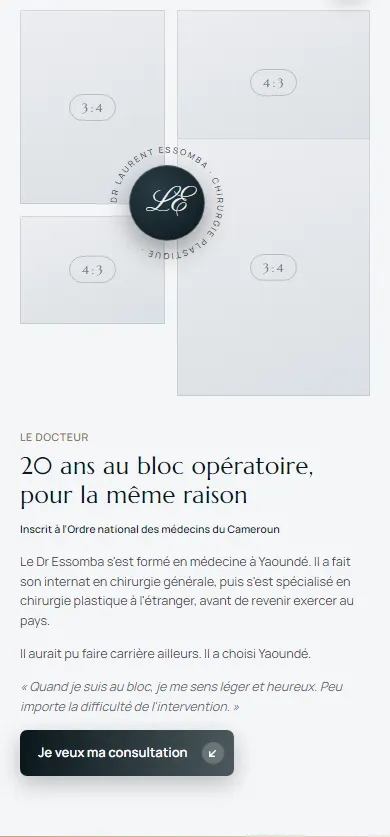 3:4
4:3
DR LAURENT ESSOMBA · CHIRURGIE PLASTIQUE ·
LE
4:3
3:4
LE DOCTEUR
20 ans au bloc opératoire,
pour la même raison
Inscrit à l'Ordre national des médecins du Cameroun
Le Dr Essomba s'est formé en médecine à Yaoundé. Il a fait
son internat en chirurgie générale, puis s'est spécialisé en
chirurgie plastique à l'étranger, avant de revenir exercer au
pays.
Il aurait pu faire carrière ailleurs. Il a choisi Yaoundé.
« Quand je suis au bloc, je me sens léger et heureux. Peu
importe la difficulté de l'intervention. »
Je veux ma consultation